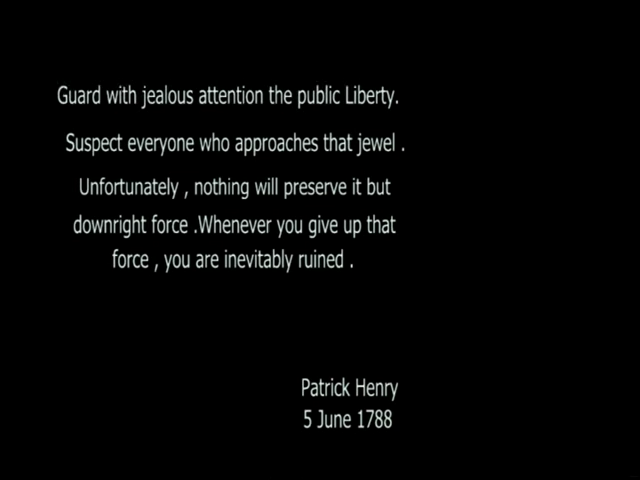 Guard with jealous attention the public Liberty.
Suspect everyone who approaches that jewel .
Unfortunately , nothing will preserve it but
downright force .Whenever you give up that
force , you are inevitably ruined .
Patrick Henry
5 June 1788